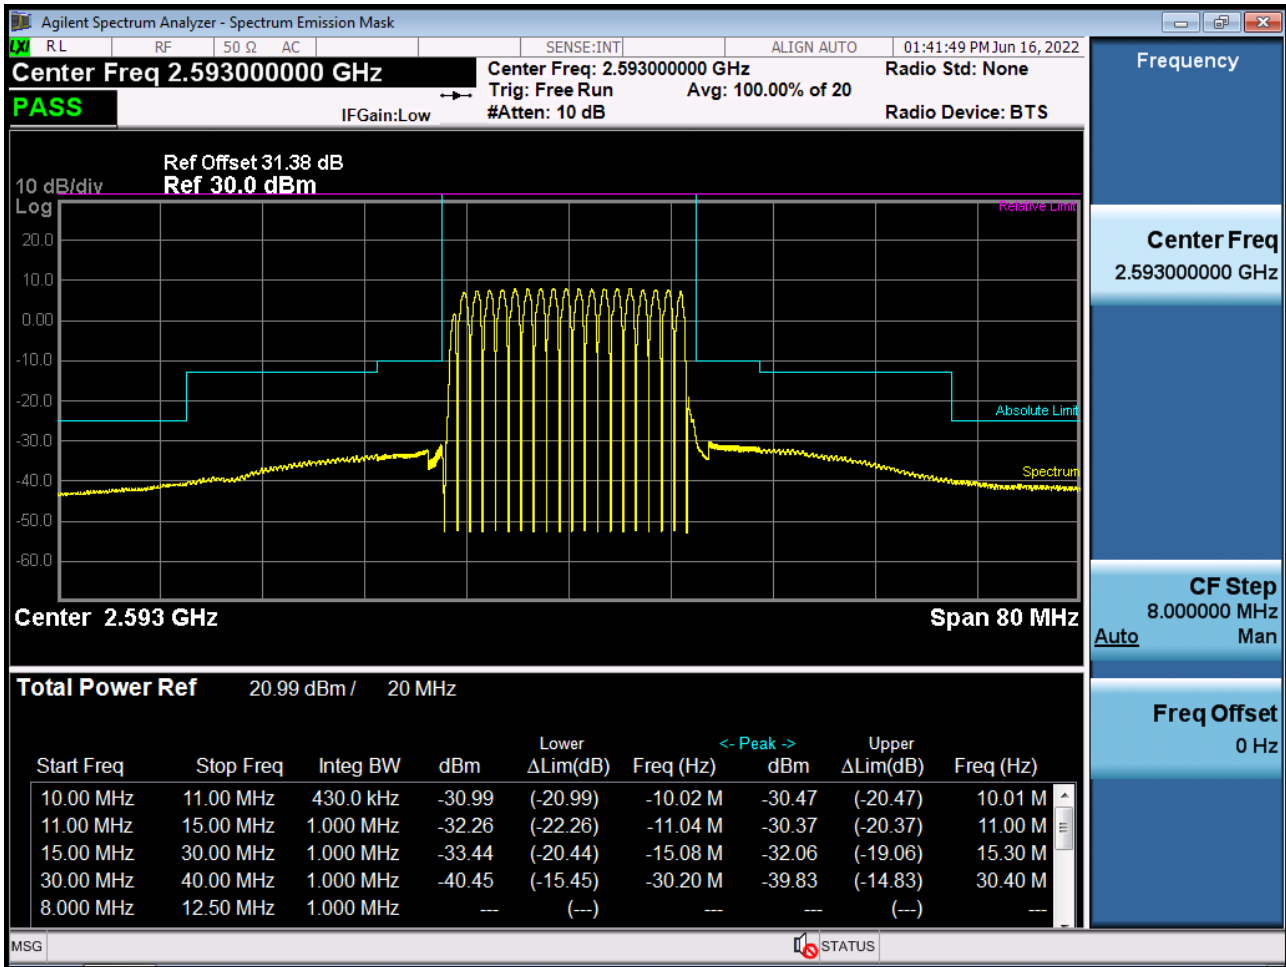 Agilent Spectrum Analyzer - Spectrum Emission Mask
LXI RL RF 50 Ω AC SENSE:INT ALIGN AUTO 01:41:49 PM Jun 16, 2022
Center Freq 2.593000000 GHz
Center Freq: 2.593000000 GHz
Radio Std: None
Trig: Free Run Avg: 100.00% of 20
PASS
IFGain:Low
#Atten: 10 dB
Radio Device: BTS
Ref Offset 31.38 dB
10 dB/div Ref 30.0 dBm
Log
Relative Limit
20.0
10.0
0.00
-10.0
-20.0
Absolute Limit
-30.0
Spectrum
-40.0
-50.0
-60.0
Center 2.593 GHz Span 80 MHz
Total Power Ref 20.99 dBm / 20 MHz
Lower <- Peak -> Upper
Start Freq Stop Freq Integ BW dBm ΔLim(dB) Freq (Hz) dBm ΔLim(dB) Freq (Hz)
10.00 MHz 11.00 MHz 430.0 kHz -30.99 (-20.99) -10.02 M -30.47 (-20.47) 10.01 M
11.00 MHz 15.00 MHz 1.000 MHz -32.26 (-22.26) -11.04 M -30.37 (-20.37) 11.00 M
15.00 MHz 30.00 MHz 1.000 MHz -33.44 (-20.44) -15.08 M -32.06 (-19.06) 15.30 M
30.00 MHz 40.00 MHz 1.000 MHz -40.45 (-15.45) -30.20 M -39.83 (-14.83) 30.40 M
8.000 MHz 12.50 MHz 1.000 MHz --- (---) --- --- (---) ---
MSG STATUS
Frequency
Center Freq
2.593000000 GHz
CF Step
8.000000 MHz
Auto Man
Freq Offset
0 Hz